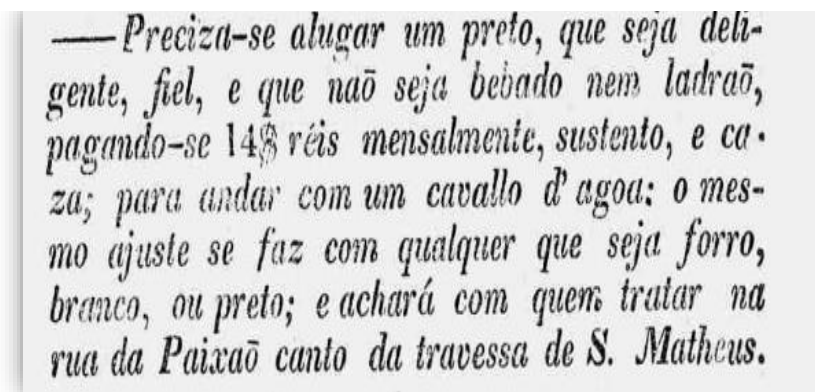 ——Preciza-se alugar um preto, que seja deli-
gente, fiel, e que naõ seja bebado nem ladraõ,
pagando-se 14$ réis mensalmente, sustento, e ca-
za; para andar com um cavallo d'agoa: o mes-
mo ajuste se faz com qualquer que seja forro,
branco, ou preto; e achará com quem tratar na
rua da Paixaõ canto da travessa de S. Matheus.